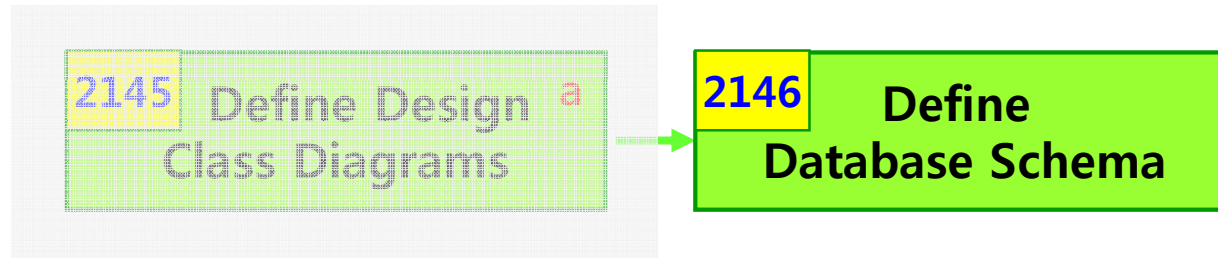 2145
Define Design a
Class Diagrams
2146
Define
Database Schema